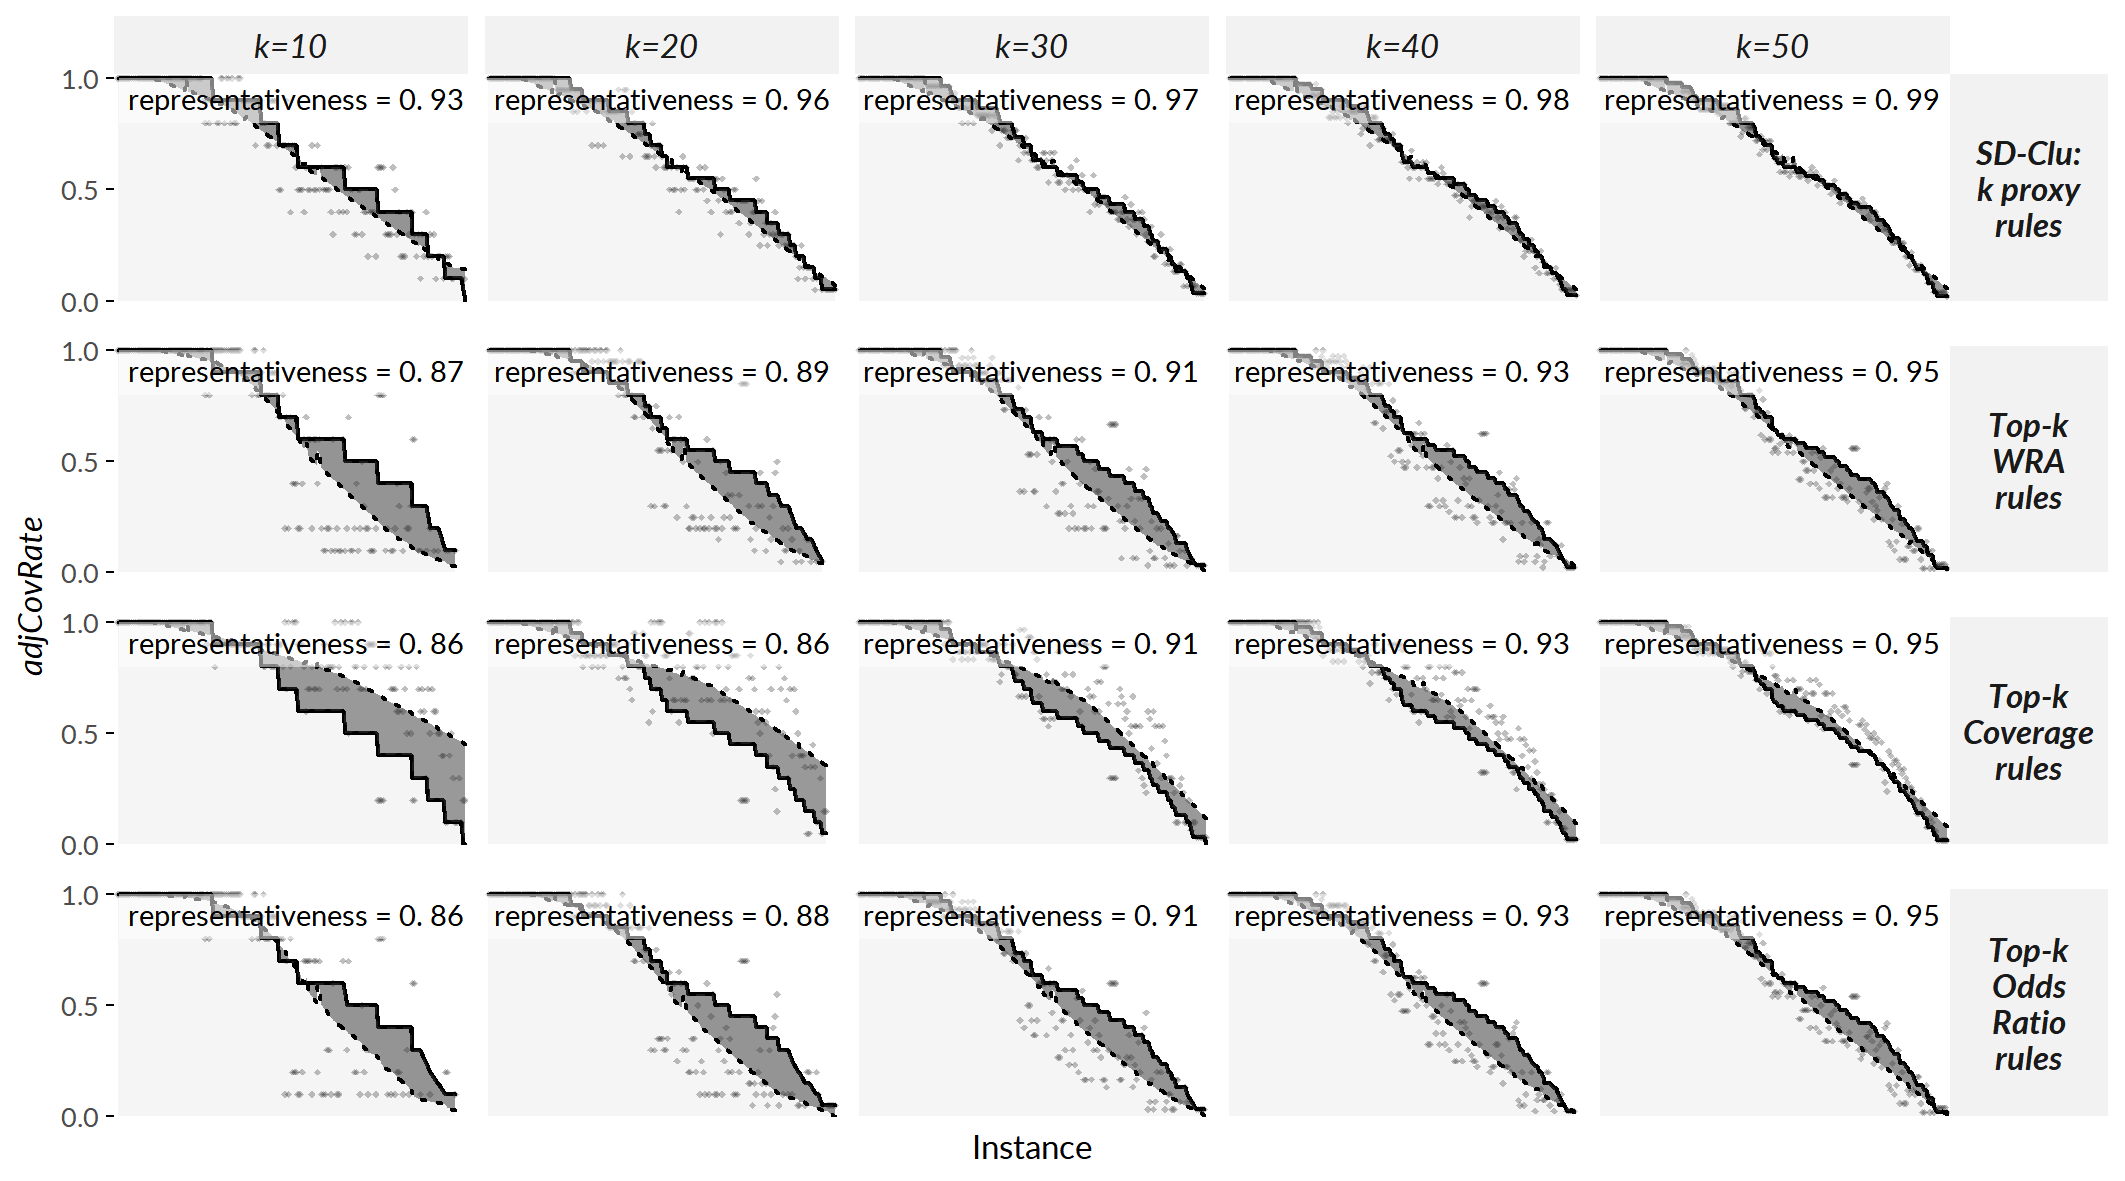 k=10 k=20 k=30 k=40 k=50
1.0
representativeness = 0. 93 representativeness = 0. 96 representativeness = 0. 97 representativeness = 0. 98 representativeness = 0. 99
0.5
0.0
SD-Clu:
k proxy
rules
1.0
representativeness = 0. 87 representativeness = 0. 89 representativeness = 0. 91 representativeness = 0. 93 representativeness = 0. 95
0.5
0.0
Top-k
WRA
rules
adjCovRate
1.0
representativeness = 0. 86 representativeness = 0. 86 representativeness = 0. 91 representativeness = 0. 93 representativeness = 0. 95
0.5
0.0
Top-k
Coverage
rules
1.0
representativeness = 0. 86 representativeness = 0. 88 representativeness = 0. 91 representativeness = 0. 93 representativeness = 0. 95
0.5
0.0
Top-k
Odds
Ratio
rules
Instance